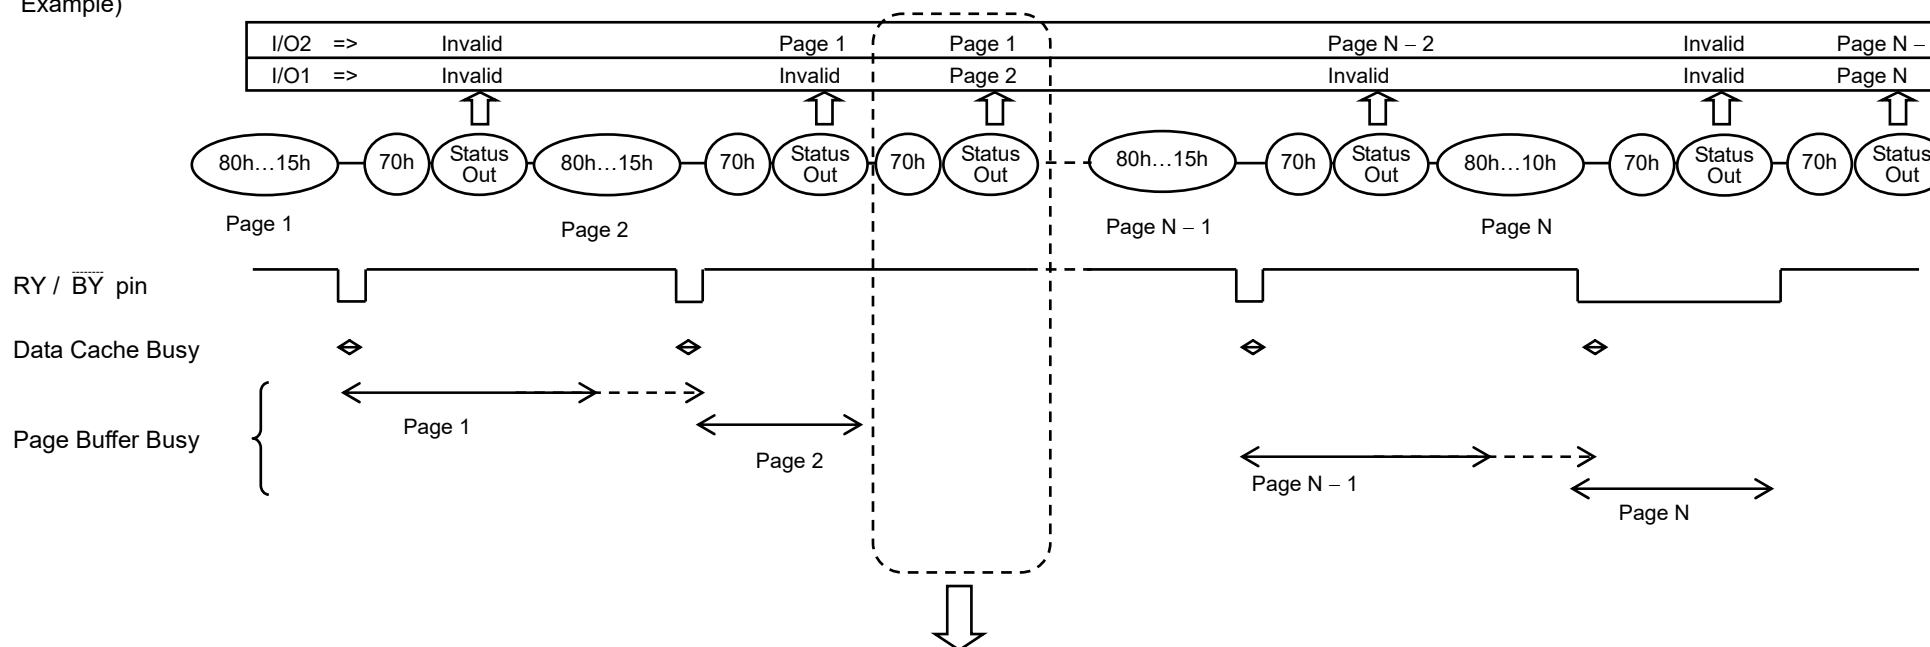 Example)
I/O2 => Invalid Page 1 Page 1 Page N − 2 Invalid Page N −
I/O1 => Invalid Invalid Page 2 Invalid Invalid Page N
80h…15h 70h Status Out 80h…15h 70h Status Out 70h Status Out 80h…15h 70h Status Out 80h…10h 70h Status Out 70h Status Out
Page 1 Page 2 Page N − 1 Page N
RY / BY pin
Data Cache Busy
Page 1
Page Buffer Busy
Page 2
Page N − 1
Page N